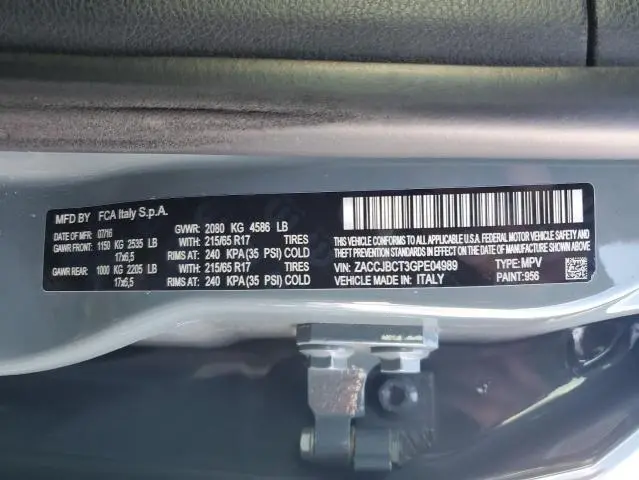 MFD BY FCA Italy S.p.A.
DATE OF MFR: 07/16 GVWR: 2080 KG 4586 LB
GAWR FRONT: 1150 KG 2535 LB WITH: 215/65 R17 TIRES
17x6,5 RIMS AT: 240 KPA (35 PSI) COLD
GAWR REAR: 1000 KG 2205 LB WITH: 215/65 R17 TIRES
17x6,5 RIMS AT: 240 KPA (35 PSI) COLD
THIS VEHICLE CONFORMS TO ALL APPLICABLE U.S.A. FEDERAL MOTOR VEHICLE SAFETY AND
THEFT PREVENTION STANDARDS IN EFFECT ON THE DATE OF MANUFACTURE SHOWN ABOVE.
VIN: ZACCJBCT3GPE04989 TYPE: MPV
VEHICLE MADE IN: ITALY PAINT: 956